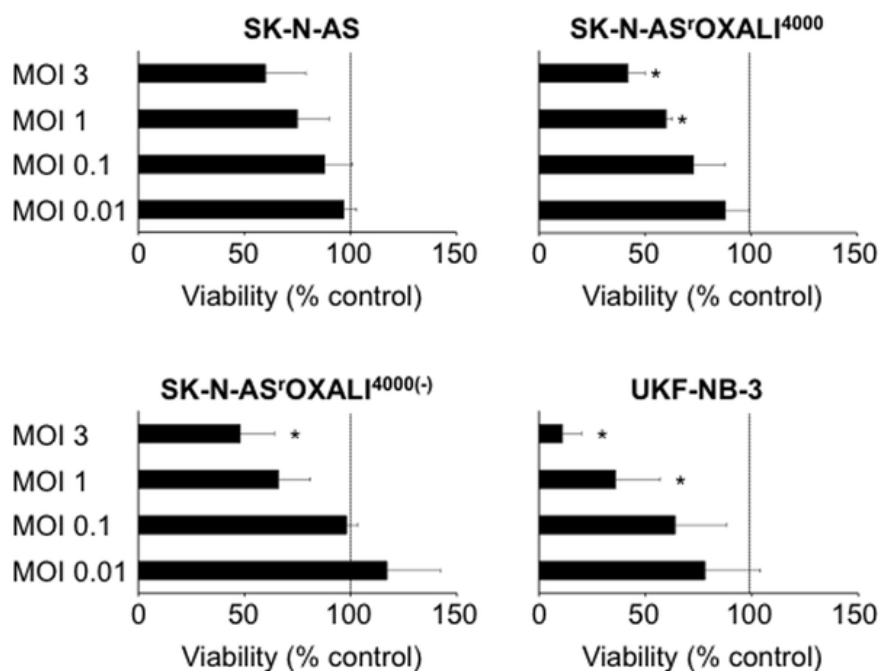 SK-N-AS
MOI 3
MOI 1
MOI 0.1
MOI 0.01
0 50 100 150
Viability (% control)
SK-N-ASʳOXALI⁴⁰⁰⁰
*
*
0 50 100 150
Viability (% control)
SK-N-ASʳOXALI⁴⁰⁰⁰⁽⁻⁾
MOI 3
*
MOI 1
MOI 0.1
MOI 0.01
0 50 100 150
Viability (% control)
UKF-NB-3
*
*
0 50 100 150
Viability (% control)